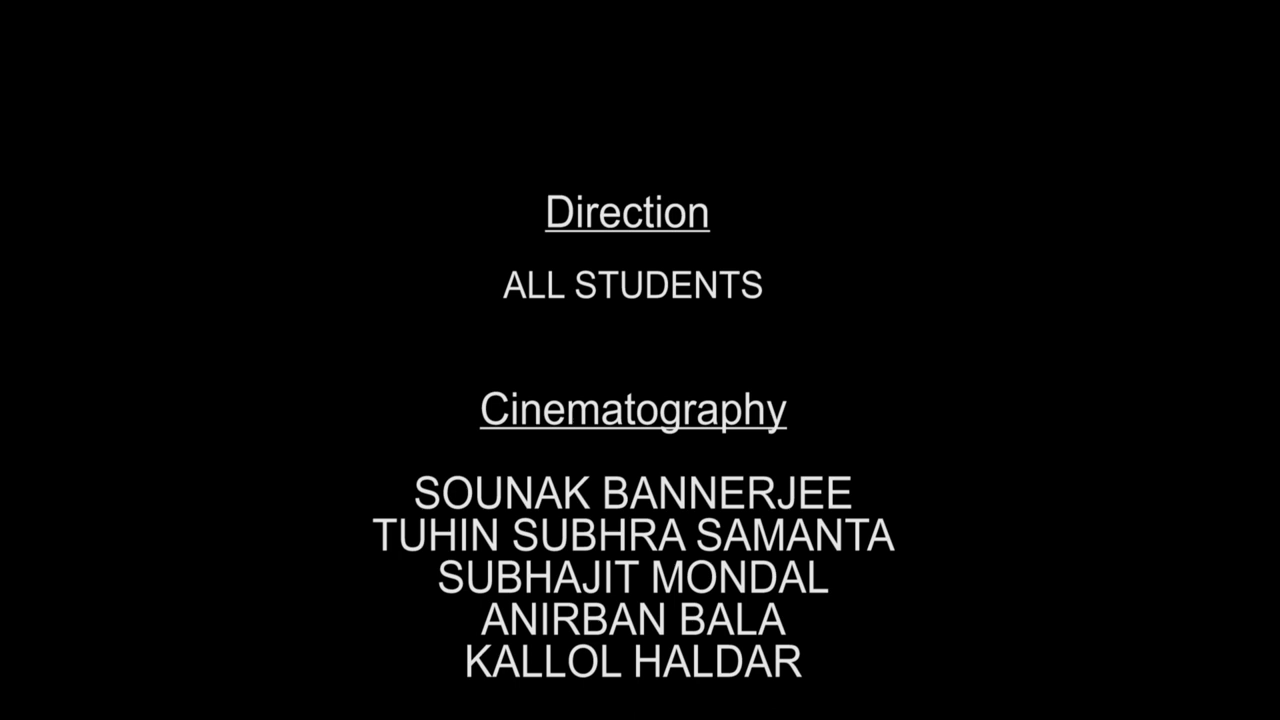 Direction
ALL STUDENTS
Cinematography
SOUNAK BANNERJEE
TUHIN SUBHRA SAMANTA
SUBHAJIT MONDAL
ANIRBAN BALA
KALLOL HALDAR